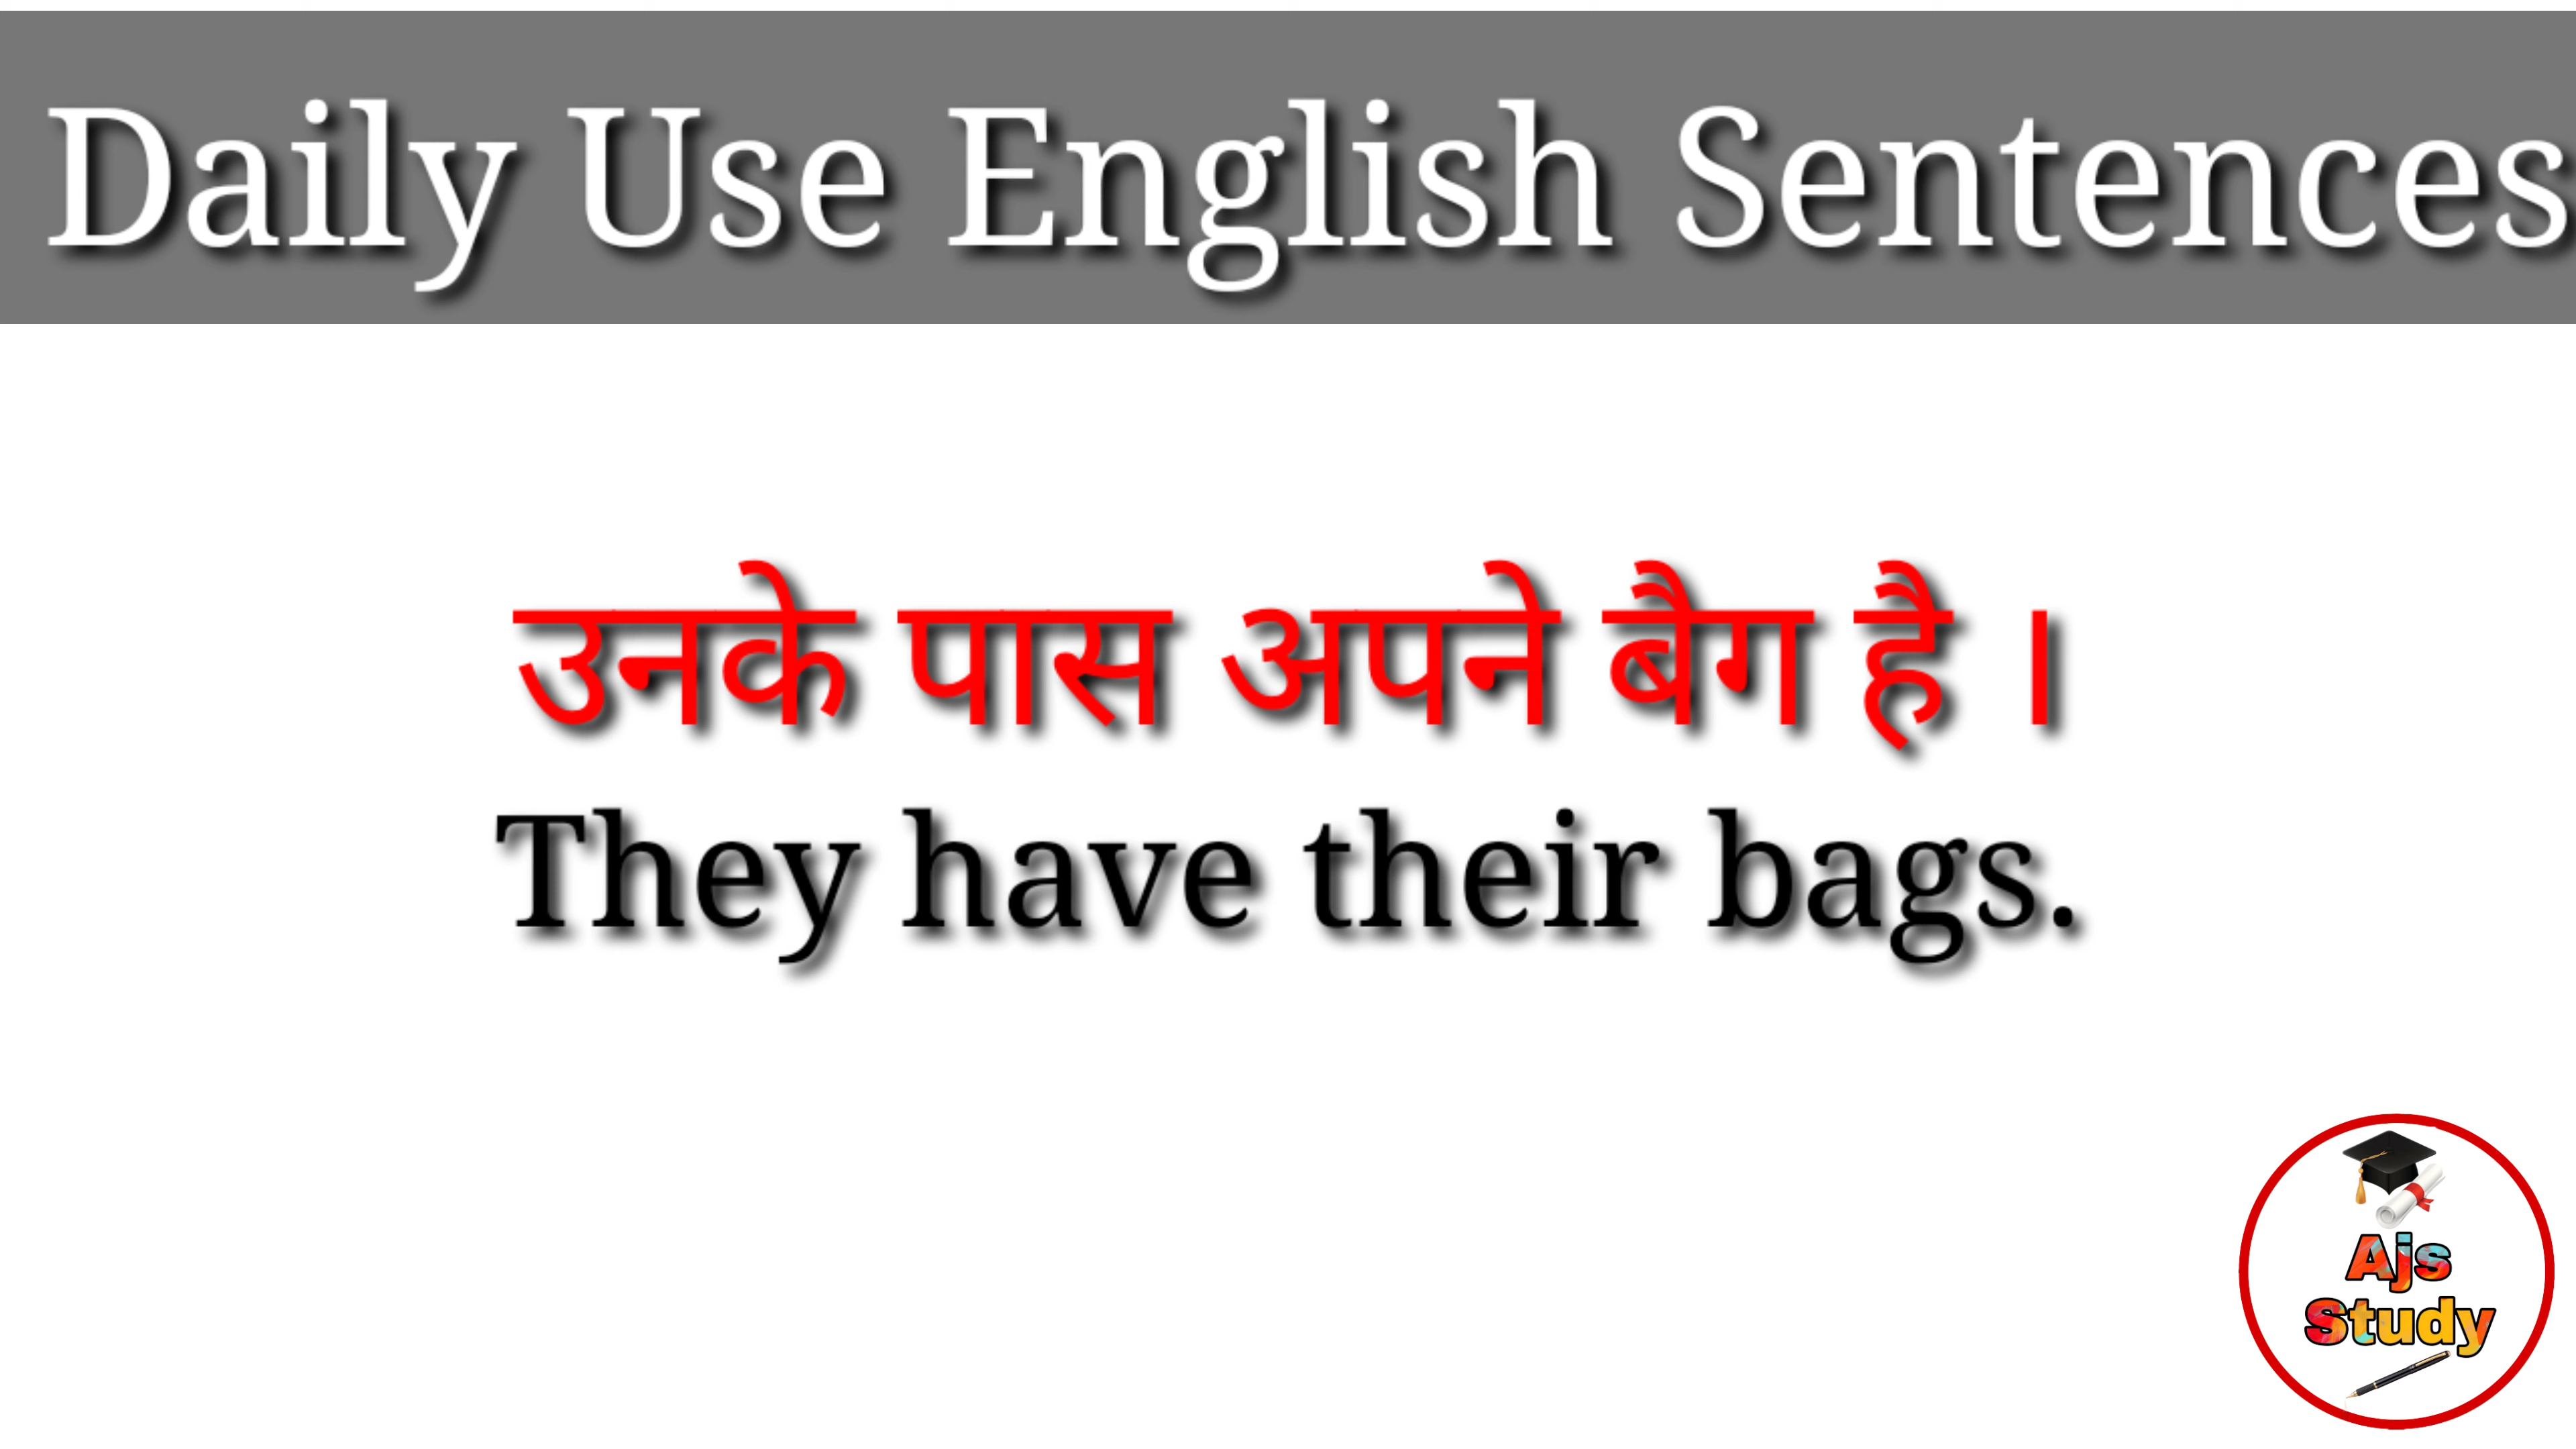 Daily Use English Sentences
उनके पास अपने बैग है ।
They have their bags.
Ajs
Study